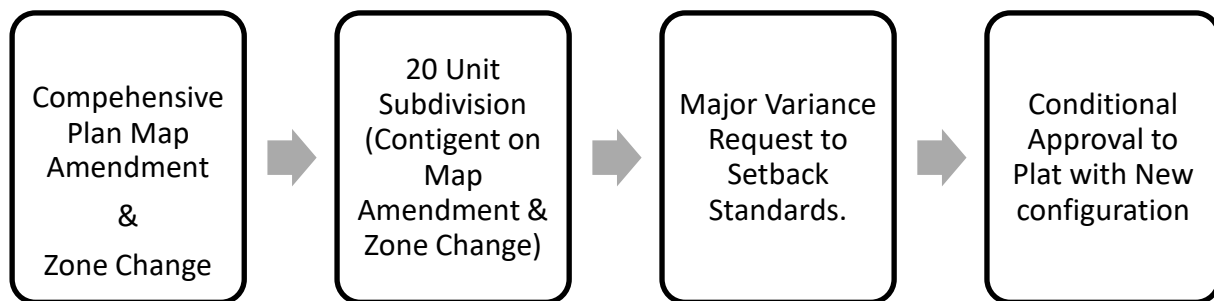 Compehensive
Plan Map
Amendment
&
Zone Change
20 Unit
Subdivision
(Contigent on
Map
Amendment &
Zone Change)
Major Variance
Request to
Setback
Standards.
Conditional
Approval to
Plat with New
configuration